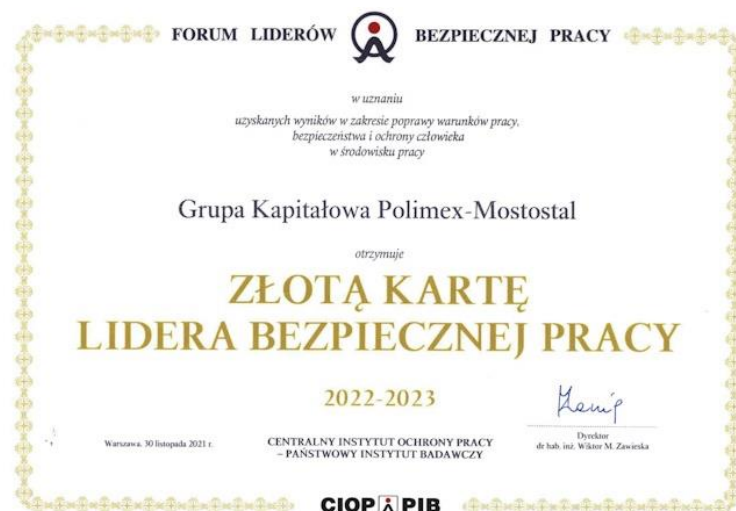 FORUM LIDERÓW BEZPIECZNEJ PRACY
w uznaniu
uzyskanych wyników w zakresie poprawy warunków pracy,
bezpieczeństwa i ochrony człowieka
w środowisku pracy
Grupa Kapitałowa Polimex-Mostostal
otrzymuje
ZŁOTĄ KARTĘ
LIDERA BEZPIECZNEJ PRACY
2022-2023
Warszawa, 30 listopada 2021 r.
CENTRALNY INSTYTUT OCHRONY PRACY
– PAŃSTWOWY INSTYTUT BADAWCZY
Dyrektor
dr hab. inż. Wiktor M. Zawieska
CIOP PIB